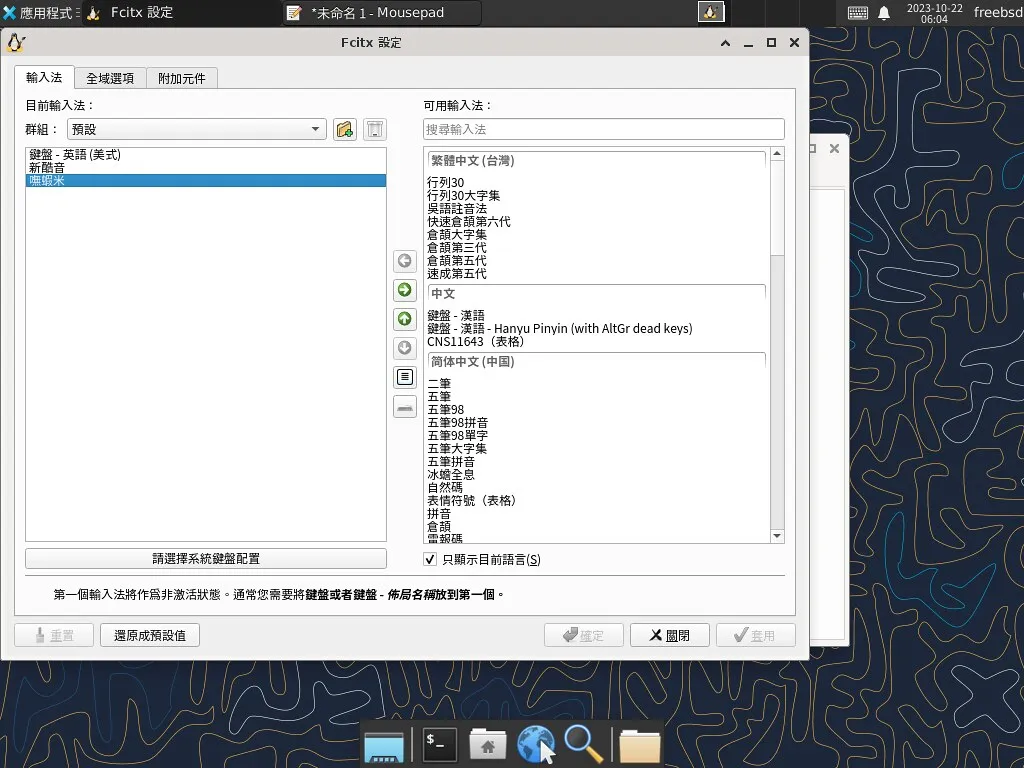 應用程式
Fcitx 設定
*未命名 1 - Mousepad
2023-10-22
06:04
freebsd
Fcitx 設定
輸入法
全域選項
附加元件
目前輸入法：
群組：
預設
鍵盤 - 英語 (美式)
新酷音
嘸蝦米
請選擇系統鍵盤配置
可用輸入法：
搜尋輸入法
繁體中文 (台灣)
行列30
行列30大字集
吳語註音法
快速倉頡第六代
倉頡大字集
倉頡第三代
倉頡第五代
速成第五代
中文
鍵盤 - 漢語
鍵盤 - 漢語 - Hanyu Pinyin (with AltGr dead keys)
CNS11643（表格）
简体中文 (中国)
二筆
五筆
五筆98
五筆98拼音
五筆98單字
五筆大字集
五筆拼音
冰蟾全息
自然碼
表情符號（表格）
拼音
倉頡
電報碼
只顯示目前語言(S)
第一個輸入法將作爲非激活狀態。通常您需要將鍵盤或者鍵盤 - 佈局名稱放到第一個。
重置
還原成預設值
確定
關閉
套用
$_